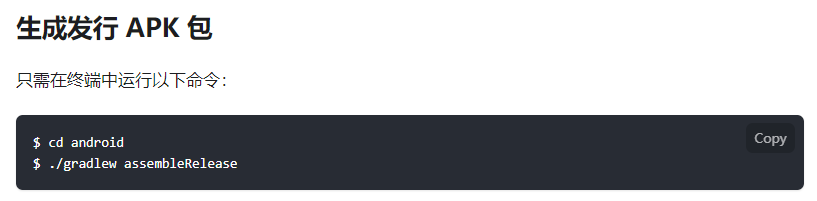 生成发行 APK 包
只需在终端中运行以下命令：
$ cd android
Copy
$ ./gradlew assembleRelease